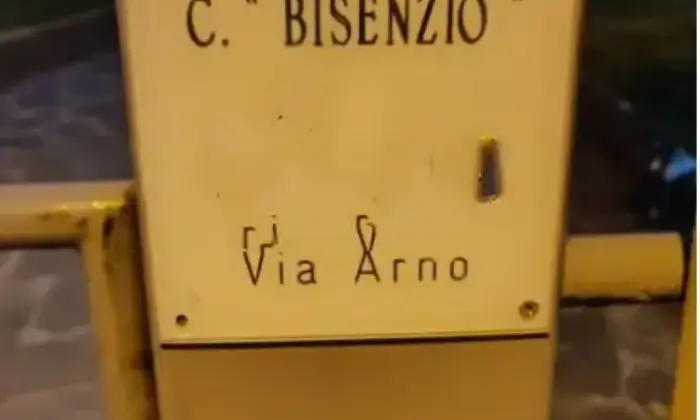 C. " BISENZIO "
Via Arno